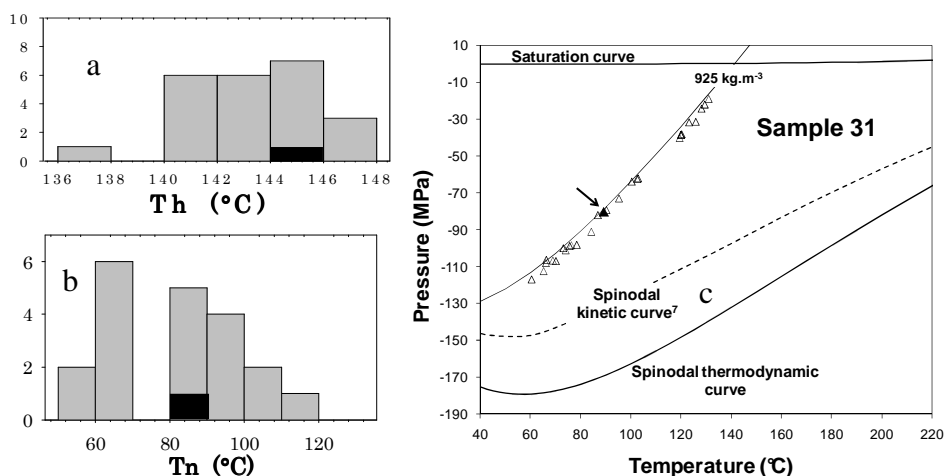 10
8
6
4
2
0
a
136 138 140 142 144 146 148
Th (°C)
6
4
2
0
b
60 80 100 120
Tn (°C)
10
-10
-30
-50
-70
-90
-110
-130
-150
-170
-190
Pressure (MPa)
Saturation curve
925 kg.m-3
Sample 31
Spinodal
kinetic curve7
c
Spinodal thermodynamic
curve
40 60 80 100 120 140 160 180 200 220
Temperature (°C)